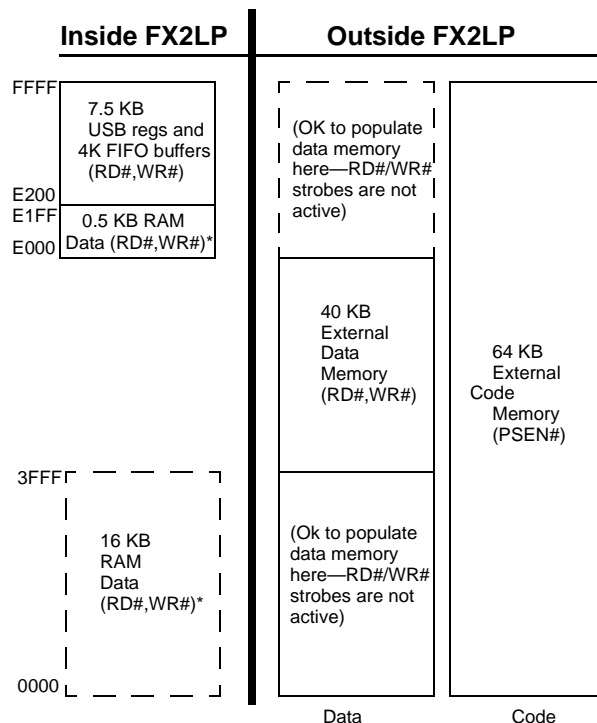 Inside FX2LP
Outside FX2LP
FFFF
7.5 KB
USB regs and
4K FIFO buffers
(RD#,WR#)
E200
E1FF
0.5 KB RAM
Data (RD#,WR#)*
E000
(OK to populate
data memory
here—RD#/WR#
strobes are not
active)
40 KB
External
Data
Memory
(RD#,WR#)
64 KB
External
Code
Memory
(PSEN#)
3FFF
16 KB
RAM
Data
(RD#,WR#)*
(Ok to populate
data memory
here—RD#/WR#
strobes are not
active)
0000
Data
Code